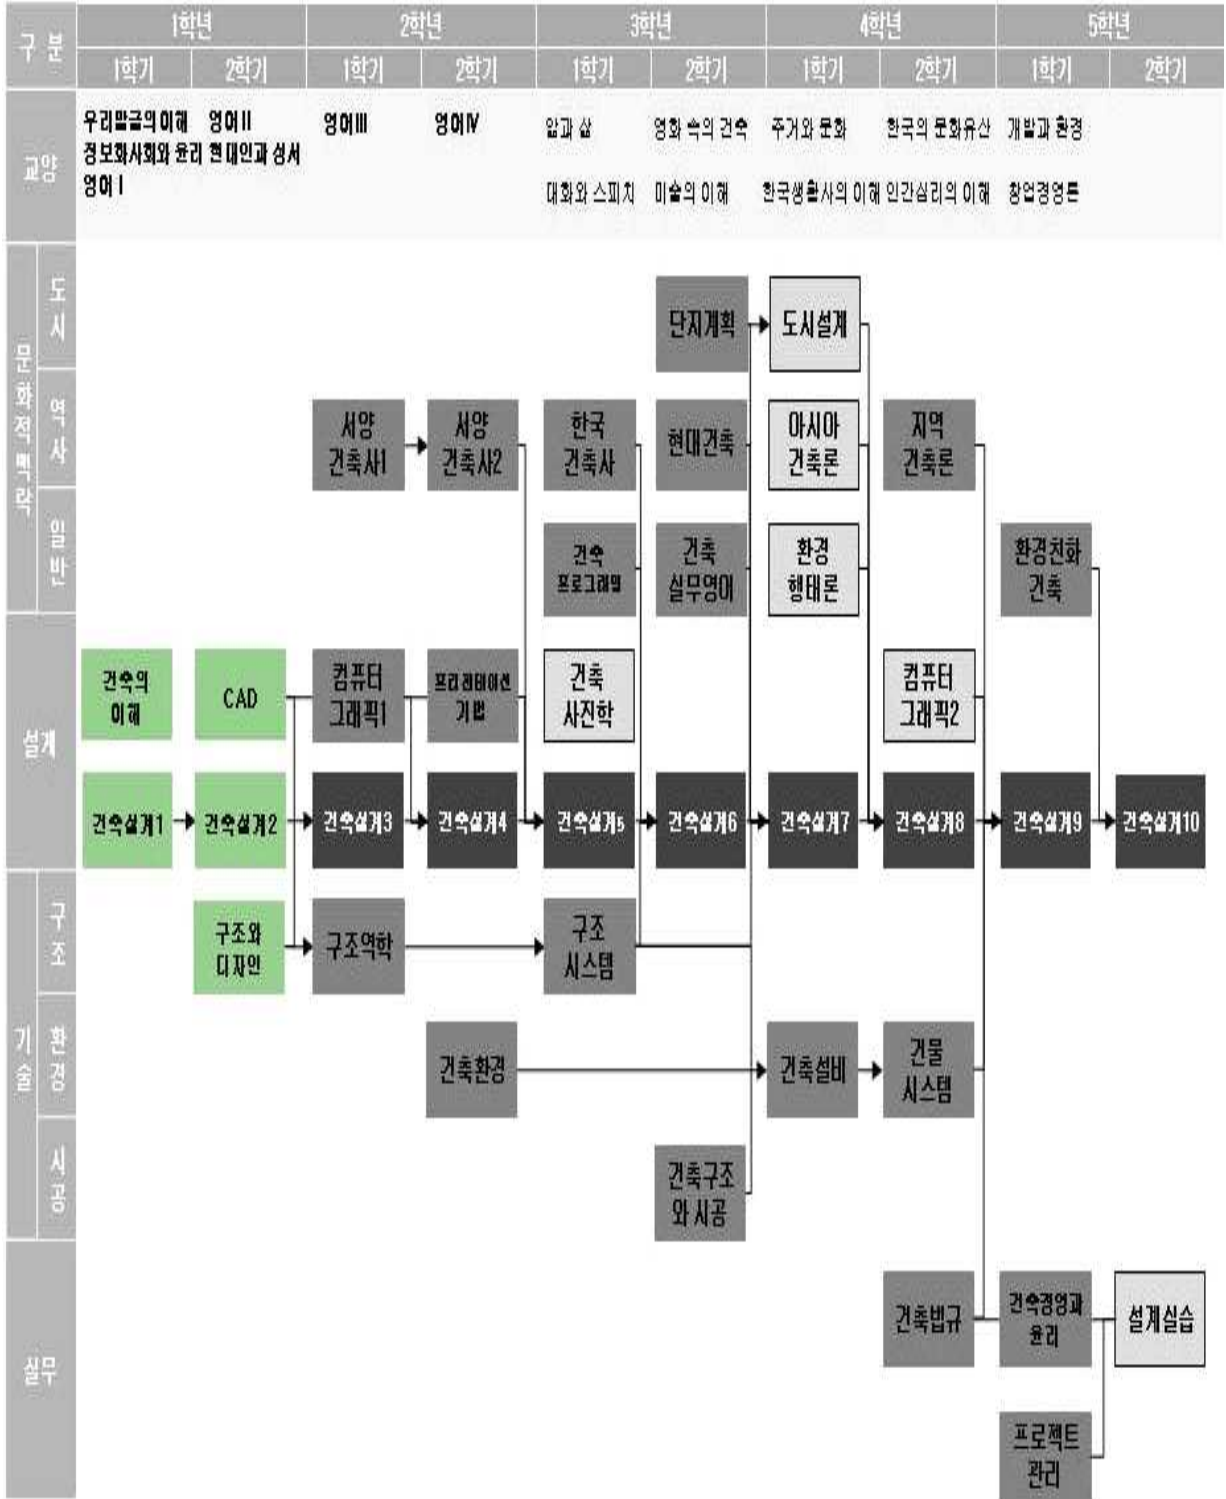 구 분
1학년
2학년
3학년
4학년
5학년
1학기
2학기
1학기
2학기
1학기
2학기
1학기
2학기
1학기
2학기
교양
우리말글의이해
정보화사회와 윤리
영어 I
영어 II
현대인과 성서
영어III
영어IV
앎과 삶
대화와 스피치
영화 속의 건축
미술의 이해
주거와 문화
한국생활사의 이해
한국의 문화유산
인간심리의 이해
개발과 환경
창업경영론
문화적맥락
도시
단지계획
도시설계
역사
서양
건축사1
서양
건축사2
한국
건축사
현대건축
아시아
건축론
지역
건축론
일반
건축
프로그래밍
건축
실무영어
환경
행태론
환경친화
건축
설계
건축의
이해
CAD
컴퓨터
그래픽1
프리젠테이션
기법
건축
사진학
컴퓨터
그래픽2
건축설계1
건축설계2
건축설계3
건축설계4
건축설계5
건축설계6
건축설계7
건축설계8
건축설계9
건축설계10
기술
구조
구조와
디자인
구조역학
구조
시스템
환경
건축환경
건축설비
건물
시스템
시공
건축구조
와 시공
실무
건축법규
건축경영과
윤리
설계실습
프로젝트
관리